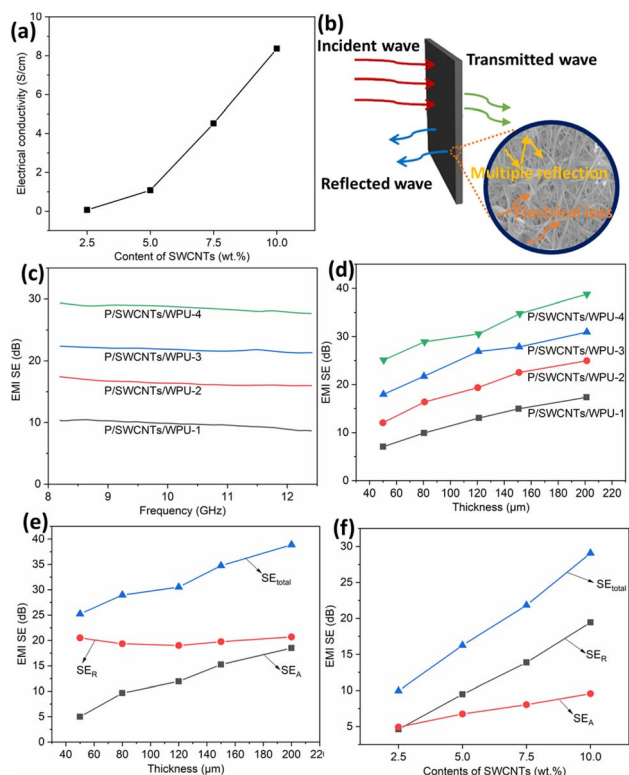 (a)
Electrical conductivity (S/cm)
10
8
6
4
2
0
2.5 5.0 7.5 10.0
Content of SWCNTs (wt.%)
(b)
Incident wave
Transmitted wave
Reflected wave
Multiple reflection
Electrical loss
(c)
EMI SE (dB)
30
20
10
0
P/SWCNTs/WPU-4
P/SWCNTs/WPU-3
P/SWCNTs/WPU-2
P/SWCNTs/WPU-1
9 10 11 12
Frequency (GHz)
(d)
EMI SE (dB)
50
40
30
20
10
0
P/SWCNTs/WPU-4
P/SWCNTs/WPU-3
P/SWCNTs/WPU-2
P/SWCNTs/WPU-1
40 60 80 100 120 140 160 180 200
Thickness (μm)
(e)
EMI SE (dB)
45
40
35
30
25
20
15
10
5
0
SEtotal
SER
SEA
40 60 80 100 120 140 160 180 200 220
Thickness (μm)
(f)
EMI SE (dB)
30
25
20
15
10
5
SEtotal
SER
SEA
2.5 5.0 7.5 10.0
Contents of SWCNTs (wt.%)